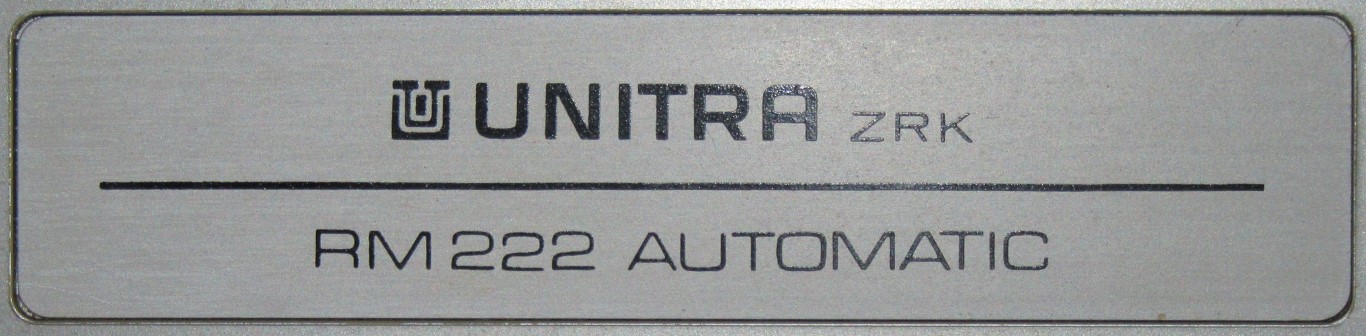 UNITRA ZRK
RM 222 AUTOMATIC